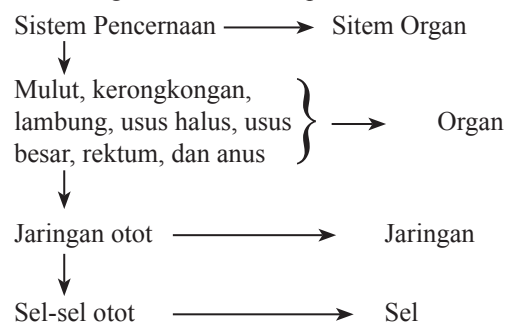 Sistem Pencernaan Sitem Organ
Mulut, kerongkongan,
lambung, usus halus, usus Organ
besar, rektum, dan anus
Jaringan otot Jaringan
Sel-sel otot Sel